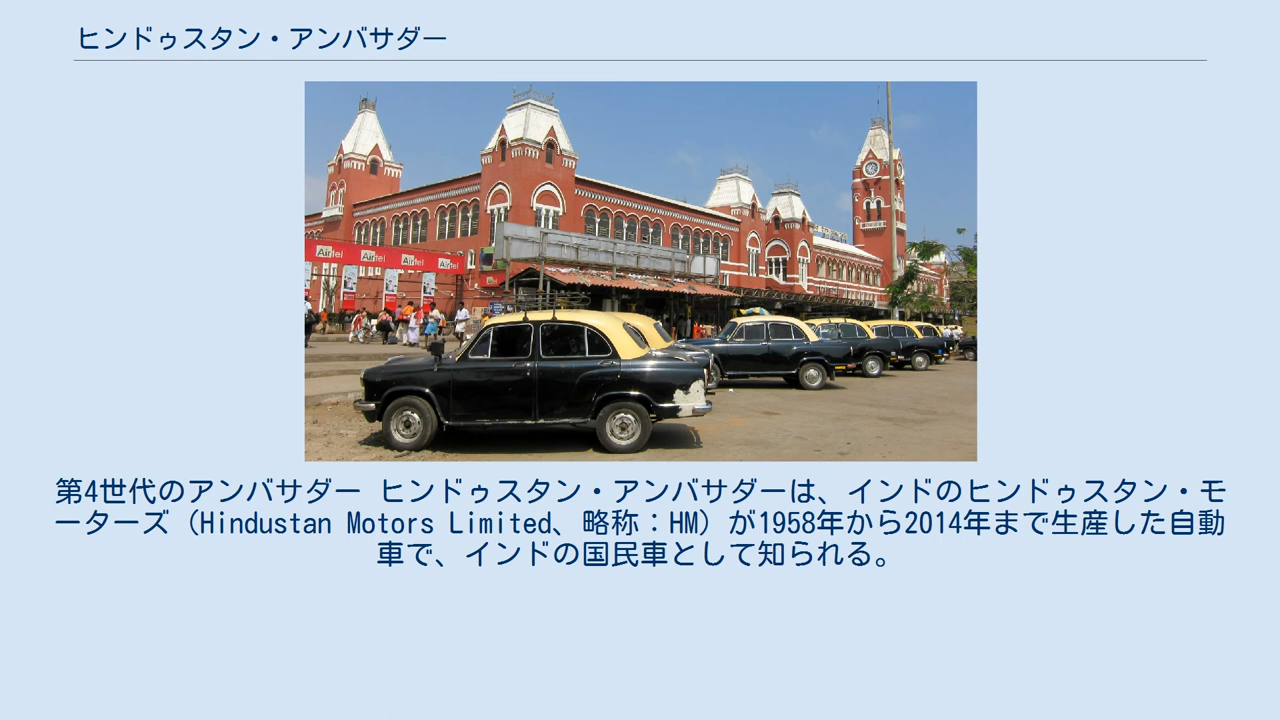 ヒンドゥスタン・アンバサダー
Airtel Airtel Airtel Airtel
第4世代のアンバサダー ヒンドゥスタン・アンバサダーは、インドのヒンドゥスタン・モ
ーターズ（Hindustan Motors Limited、略称：HM）が1958年から2014年まで生産した自動
車で、インドの国民車として知られる。